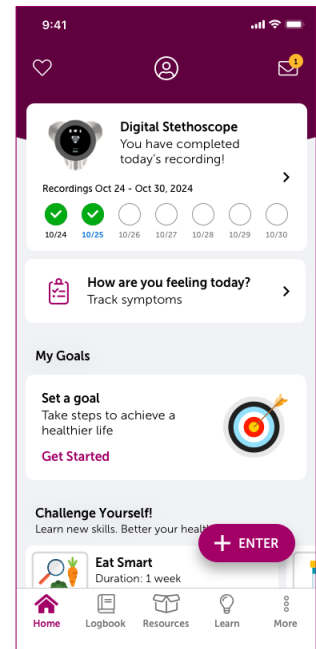 9:41
1
Digital Stethoscope
You have completed
today's recording!
Recordings Oct 24 - Oct 30, 2024
10/24 10/25 10/26 10/27 10/28 10/29 10/30
How are you feeling today?
Track symptoms
My Goals
Set a goal
Take steps to achieve a
healthier life
Get Started
Challenge Yourself!
Learn new skills. Better your
+ ENTER
Eat Smart
Duration: 1 week
Home Logbook Resources Learn More